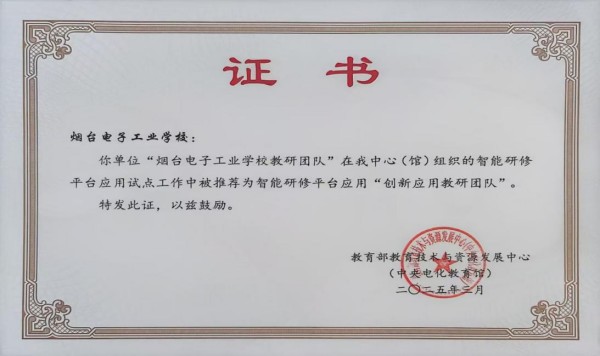 证书
烟台电子工业学校：
你单位“烟台电子工业学校教研团队”在我中心（馆）组织的智能研修
平台应用试点工作中被推荐为智能研修平台应用“创新应用教研团队”。
特发此证，以兹鼓励。
教育部教育技术与资源发展中心
（中央电化教育馆）
二〇二五年三月